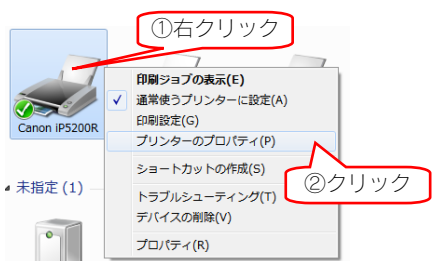 ①右クリック
Canon iP5200R
印刷ジョブの表示(E)
通常使うプリンターに設定(A)
印刷設定(G)
プリンターのプロパティ(P)
ショートカットの作成(S)
②クリック
トラブルシューティング(T)
デバイスの削除(V)
プロパティ(R)
未指定 (1)